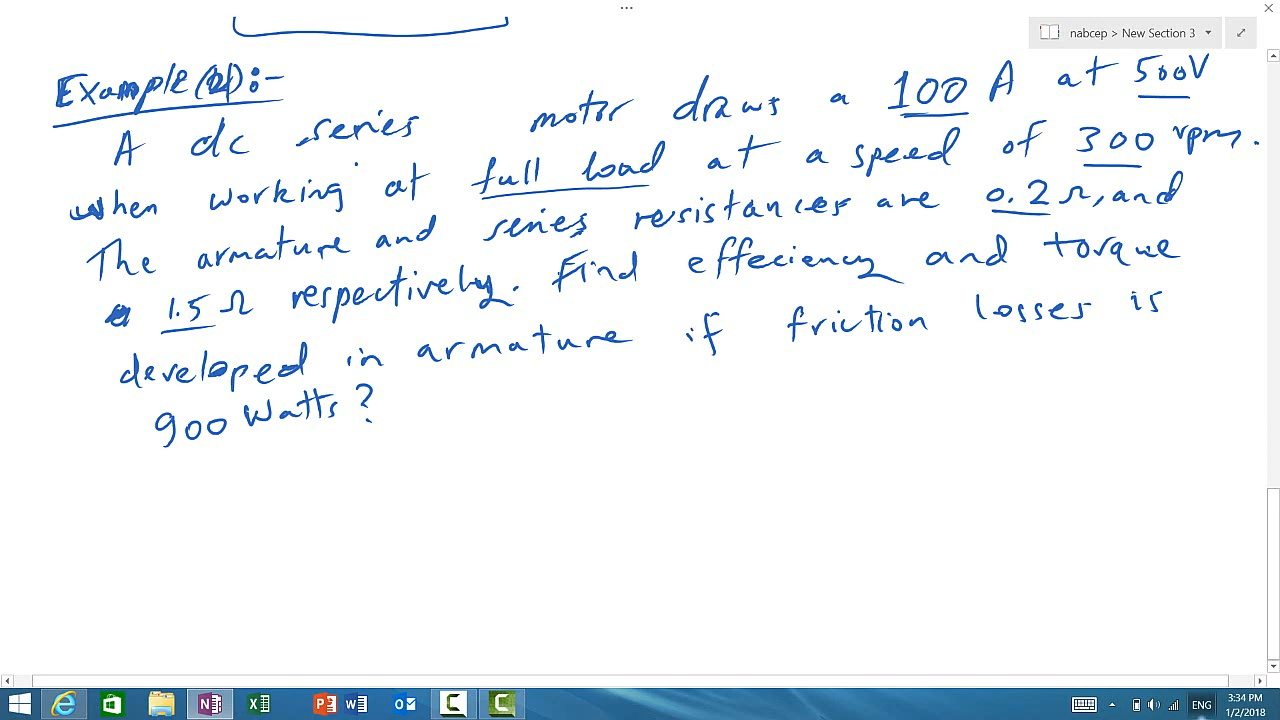 nabcep > New Section 3
Example(2):-
A dc series motor draws a 100 A at 500V
when working at full load at a speed of 300 rpm.
The armature and series resistances are 0.2 Ω, and
1.5 Ω respectively. Find effeciency and torque
developed in armature if friction losses is
900 Watts?
3:34 PM
ENG
1/2/2018